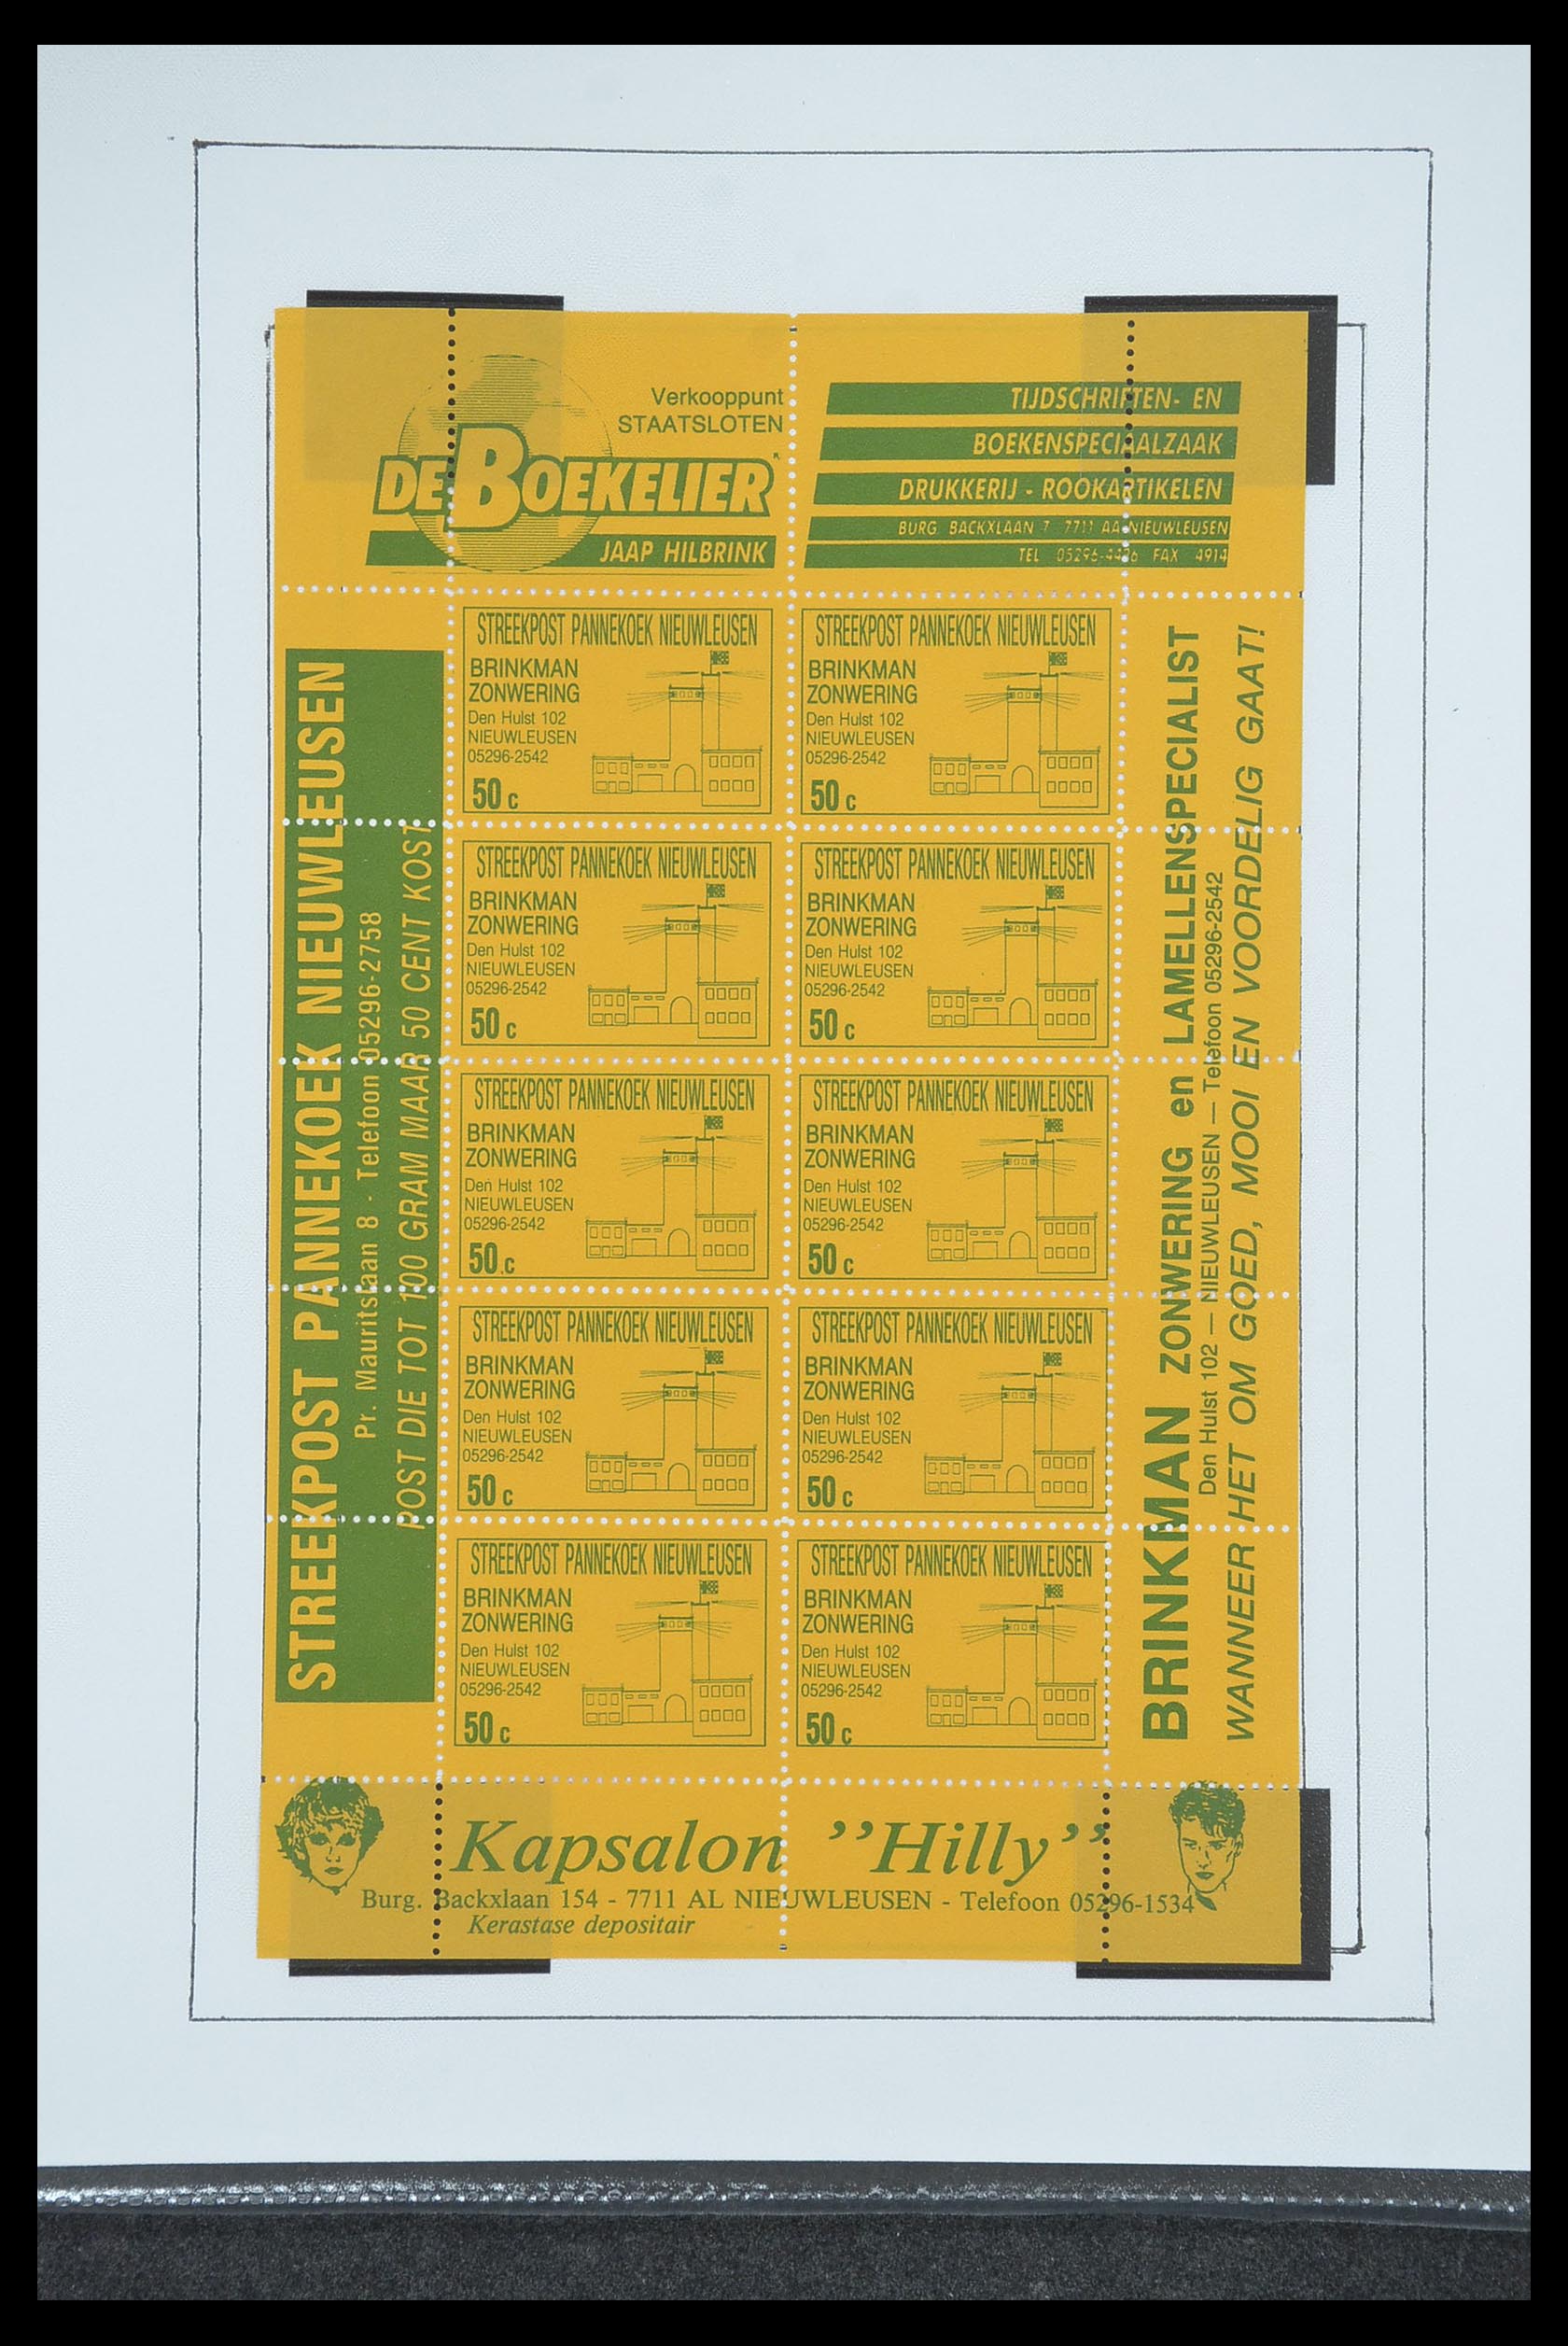 Verkooppunt
STAATSLOTEN
DE BOEKELIER
JAAP HILBRINK
TIJDSCHRIFTEN- EN
BOEKENSPECIAALZAAK
DRUKKERIJ - ROOKARTIKELEN
BURG. BACKXLAAN 7 7711 AA NIEUWLEUSEN
TEL 05296-4426 FAX 4914
STREEKPOST PANNEKOEK NIEUWLEUSEN
Pr. Mauritslaan 8 - Telefoon 05296-2758
POST DIE TOT 100 GRAM MAAR 50 CENT KOST
STREEKPOST PANNEKOEK NIEUWLEUSEN
BRINKMAN
ZONWERING
Den Hulst 102
NIEUWLEUSEN
05296-2542
50 c
STREEKPOST PANNEKOEK NIEUWLEUSEN
BRINKMAN
ZONWERING
Den Hulst 102
NIEUWLEUSEN
05296-2542
50 c
STREEKPOST PANNEKOEK NIEUWLEUSEN
BRINKMAN
ZONWERING
Den Hulst 102
NIEUWLEUSEN
05296-2542
50 c
STREEKPOST PANNEKOEK NIEUWLEUSEN
BRINKMAN
ZONWERING
Den Hulst 102
NIEUWLEUSEN
05296-2542
50 c
STREEKPOST PANNEKOEK NIEUWLEUSEN
BRINKMAN
ZONWERING
Den Hulst 102
NIEUWLEUSEN
05296-2542
50 c
STREEKPOST PANNEKOEK NIEUWLEUSEN
BRINKMAN
ZONWERING
Den Hulst 102
NIEUWLEUSEN
05296-2542
50 c
STREEKPOST PANNEKOEK NIEUWLEUSEN
BRINKMAN
ZONWERING
Den Hulst 102
NIEUWLEUSEN
05296-2542
50 c
STREEKPOST PANNEKOEK NIEUWLEUSEN
BRINKMAN
ZONWERING
Den Hulst 102
NIEUWLEUSEN
05296-2542
50 c
STREEKPOST PANNEKOEK NIEUWLEUSEN
BRINKMAN
ZONWERING
Den Hulst 102
NIEUWLEUSEN
05296-2542
50 c
STREEKPOST PANNEKOEK NIEUWLEUSEN
BRINKMAN
ZONWERING
Den Hulst 102
NIEUWLEUSEN
05296-2542
50 c
BRINKMAN ZONWERING en LAMELLENSPECIALIST
Den Hulst 102 — NIEUWLEUSEN — Telefoon 05296-2542
WANNEER HET OM GOED, MOOI EN VOORDELIG GAAT!
Kapsalon ''Hilly''
Burg. Backxlaan 154 - 7711 AL NIEUWLEUSEN - Telefoon 05296-1534
Kerastase depositair